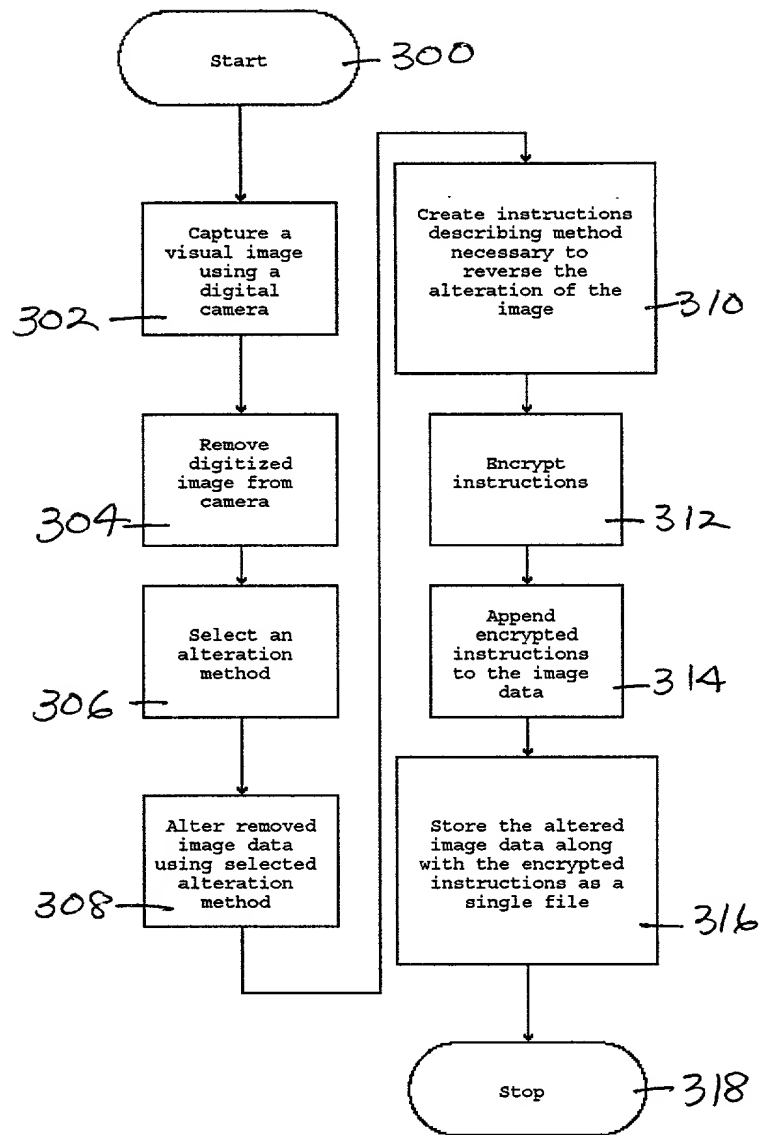 Start
300
Capture a
visual image
using a
digital
camera
302
Remove
digitized
image from
camera
304
Select an
alteration
method
306
Alter removed
image data
using selected
alteration
method
308
Create instructions
describing method
necessary to
reverse the
alteration of the
image
310
Encrypt
instructions
312
Append
encrypted
instructions
to the image
data
314
Store the altered
image data along
with the encrypted
instructions as a
single file
316
Stop
318